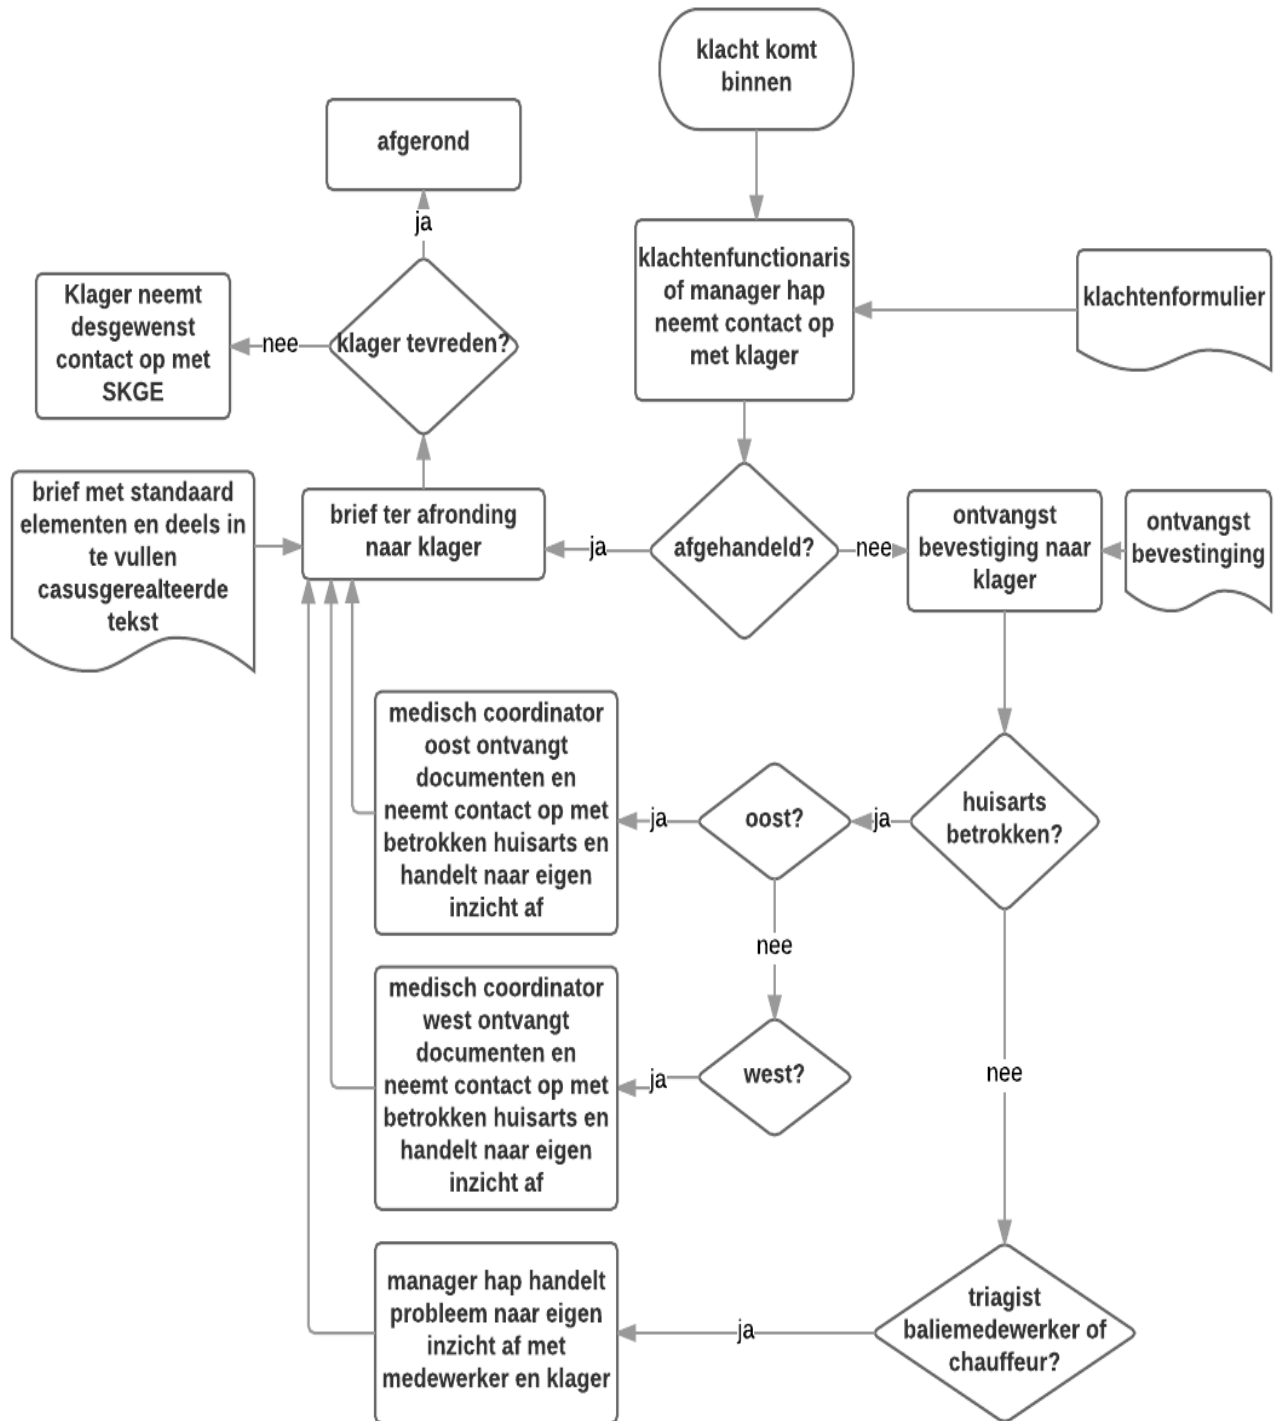 klacht komt
binnen
afgerond
ja
klachtenfunctionaris
of manager hap
neemt contact op
met klager
klachtenformulier
Klager neemt
desgewenst
contact op met
SKGE
nee
klager tevreden?
brief met standaard
elementen en deels in
te vullen
casusgerealteerde
tekst
brief ter afronding
naar klager
ja
afgehandeld?
nee
ontvangst
bevestiging naar
klager
ontvangst
bevestinging
medisch coordinator
oost ontvangt
documenten en
neemt contact op met
betrokken huisarts en
handelt naar eigen
inzicht af
ja
oost?
ja
huisarts
betrokken?
nee
medisch coordinator
west ontvangt
documenten en
neemt contact op met
betrokken huisarts en
handelt naar eigen
inzicht af
ja
west?
nee
manager hap handelt
probleem naar eigen
inzicht af met
medewerker en klager
ja
triagist
baliemedewerker of
chauffeur?